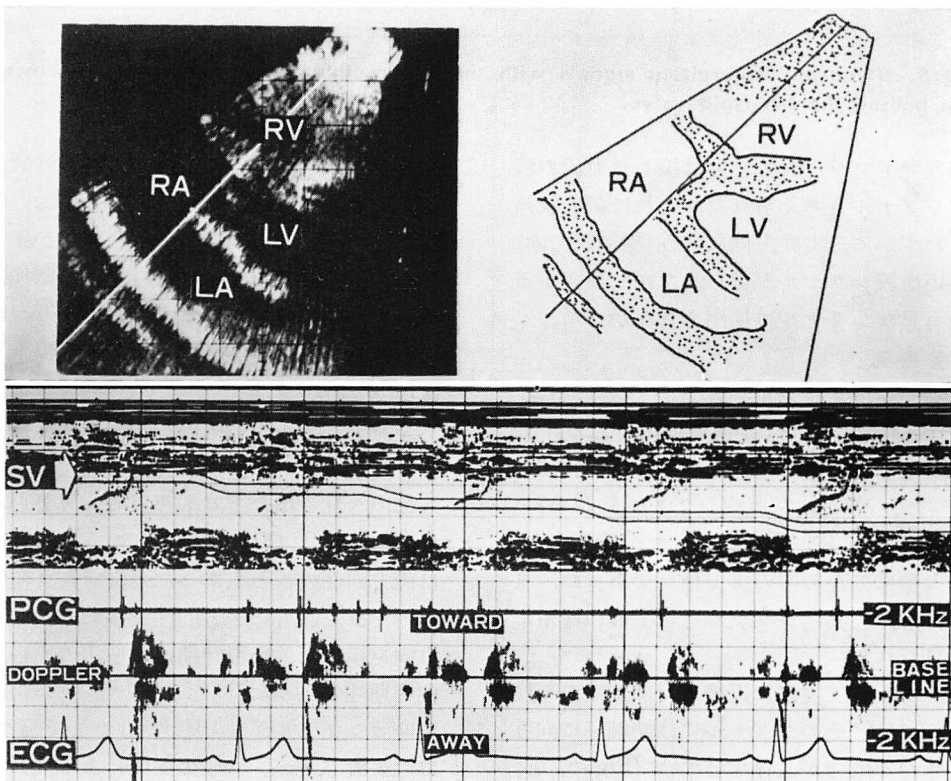 RV
RA
LV
LA
RV
RA
LV
LA
SV
PCG
TOWARD
-2 KHz
DOPPLER
BASE
LINE
ECG
AWAY
-2 KHz